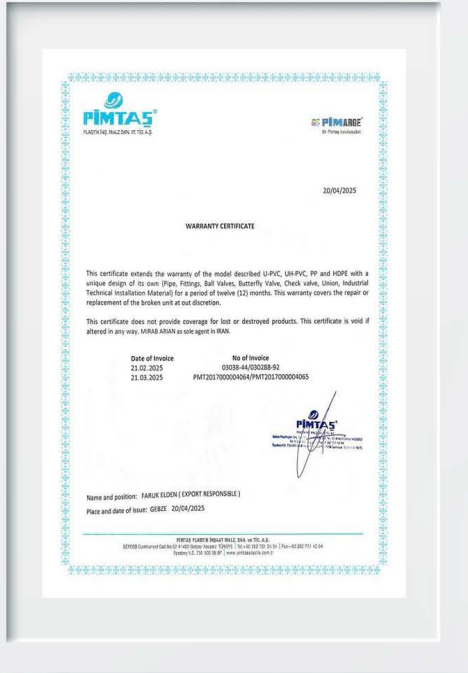 PİMTAŞ®
PLASTİK İNŞ. MALZ.SAN. VE TİC. A.Ş.
PİMARGE
Bir Pimtaş kuruluşudur
20/04/2025
WARRANTY CERTIFICATE
This certificate extends the warranty of the model described U-PVC, UH-PVC, PP and HDPE with a
unique design of its own (Pipe, Fittings, Ball Valves, Butterfly Valve, Check valve, Union, Industrial
Technical Installation Material) for a period of twelve (12) months. This warranty covers the repair or
replacement of the broken unit at out discretion.
This certificate does not provide coverage for lost or destroyed products. This certificate is void if
altered in any way. MIRAB ARIAN as sole agent in IRAN.
Date of Invoice No of Invoice
21.02.2025 03038-44/030288-92
21.03.2025 PMT2017000004064/PMT2017000004065
PİMTAŞ
Name and position: FARUK ELDEN ( EXPORT RESPONSIBLE )
Place and date of issue: GEBZE 20/04/2025
PİMTAŞ PLASTİK İNŞAAT MALZ. SAN. ve TİC. A.Ş.